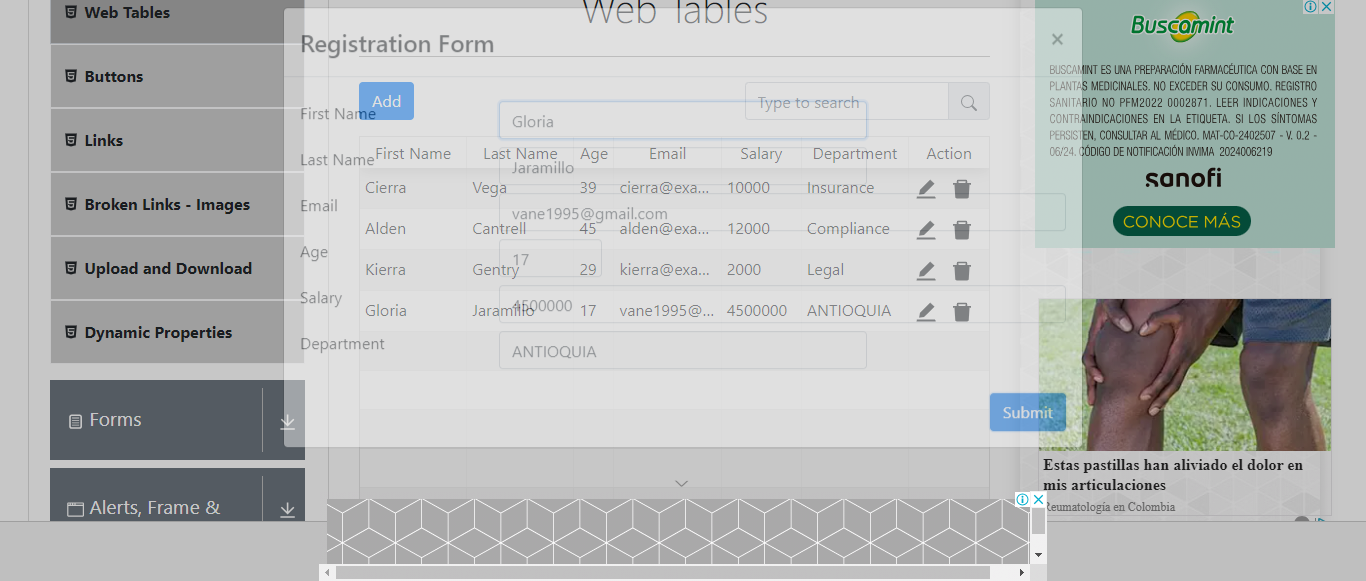 Web Tables
Buttons
Links
Broken Links - Images
Upload and Download
Dynamic Properties
Forms
Alerts, Frame &
Web Tables
Registration Form
×
Add
Type to search
First Name
Gloria
Last Name
Jaramillo
Email
vane1995@gmail.com
Age
17
Salary
4500000
Department
ANTIOQUIA
Submit
First Name Last Name Age Email Salary Department Action
Cierra Vega 39 cierra@exa... 10000 Insurance
Alden Cantrell 45 alden@exa... 12000 Compliance
Kierra Gentry 29 kierra@exa... 2000 Legal
Gloria Jaramillo 17 vane1995@... 4500000 ANTIOQUIA
Buscamint
BUSCAMINT ES UNA PREPARACIÓN FARMACÉUTICA CON BASE EN
PLANTAS MEDICINALES. NO EXCEDER SU CONSUMO. REGISTRO
SANITARIO NO PFM2022 0002871. LEER INDICACIONES Y
CONTRAINDICACIONES EN LA ETIQUETA. SI LOS SÍNTOMAS
PERSISTEN, CONSULTAR AL MÉDICO. MAT-CO-2402507 - V. 0.2 -
06/24. CÓDIGO DE NOTIFICACIÓN INVIMA 2024006219
sanofi
CONOCE MÁS
Estas pastillas han aliviado el dolor en
mis articulaciones
Reumatología en Colombia